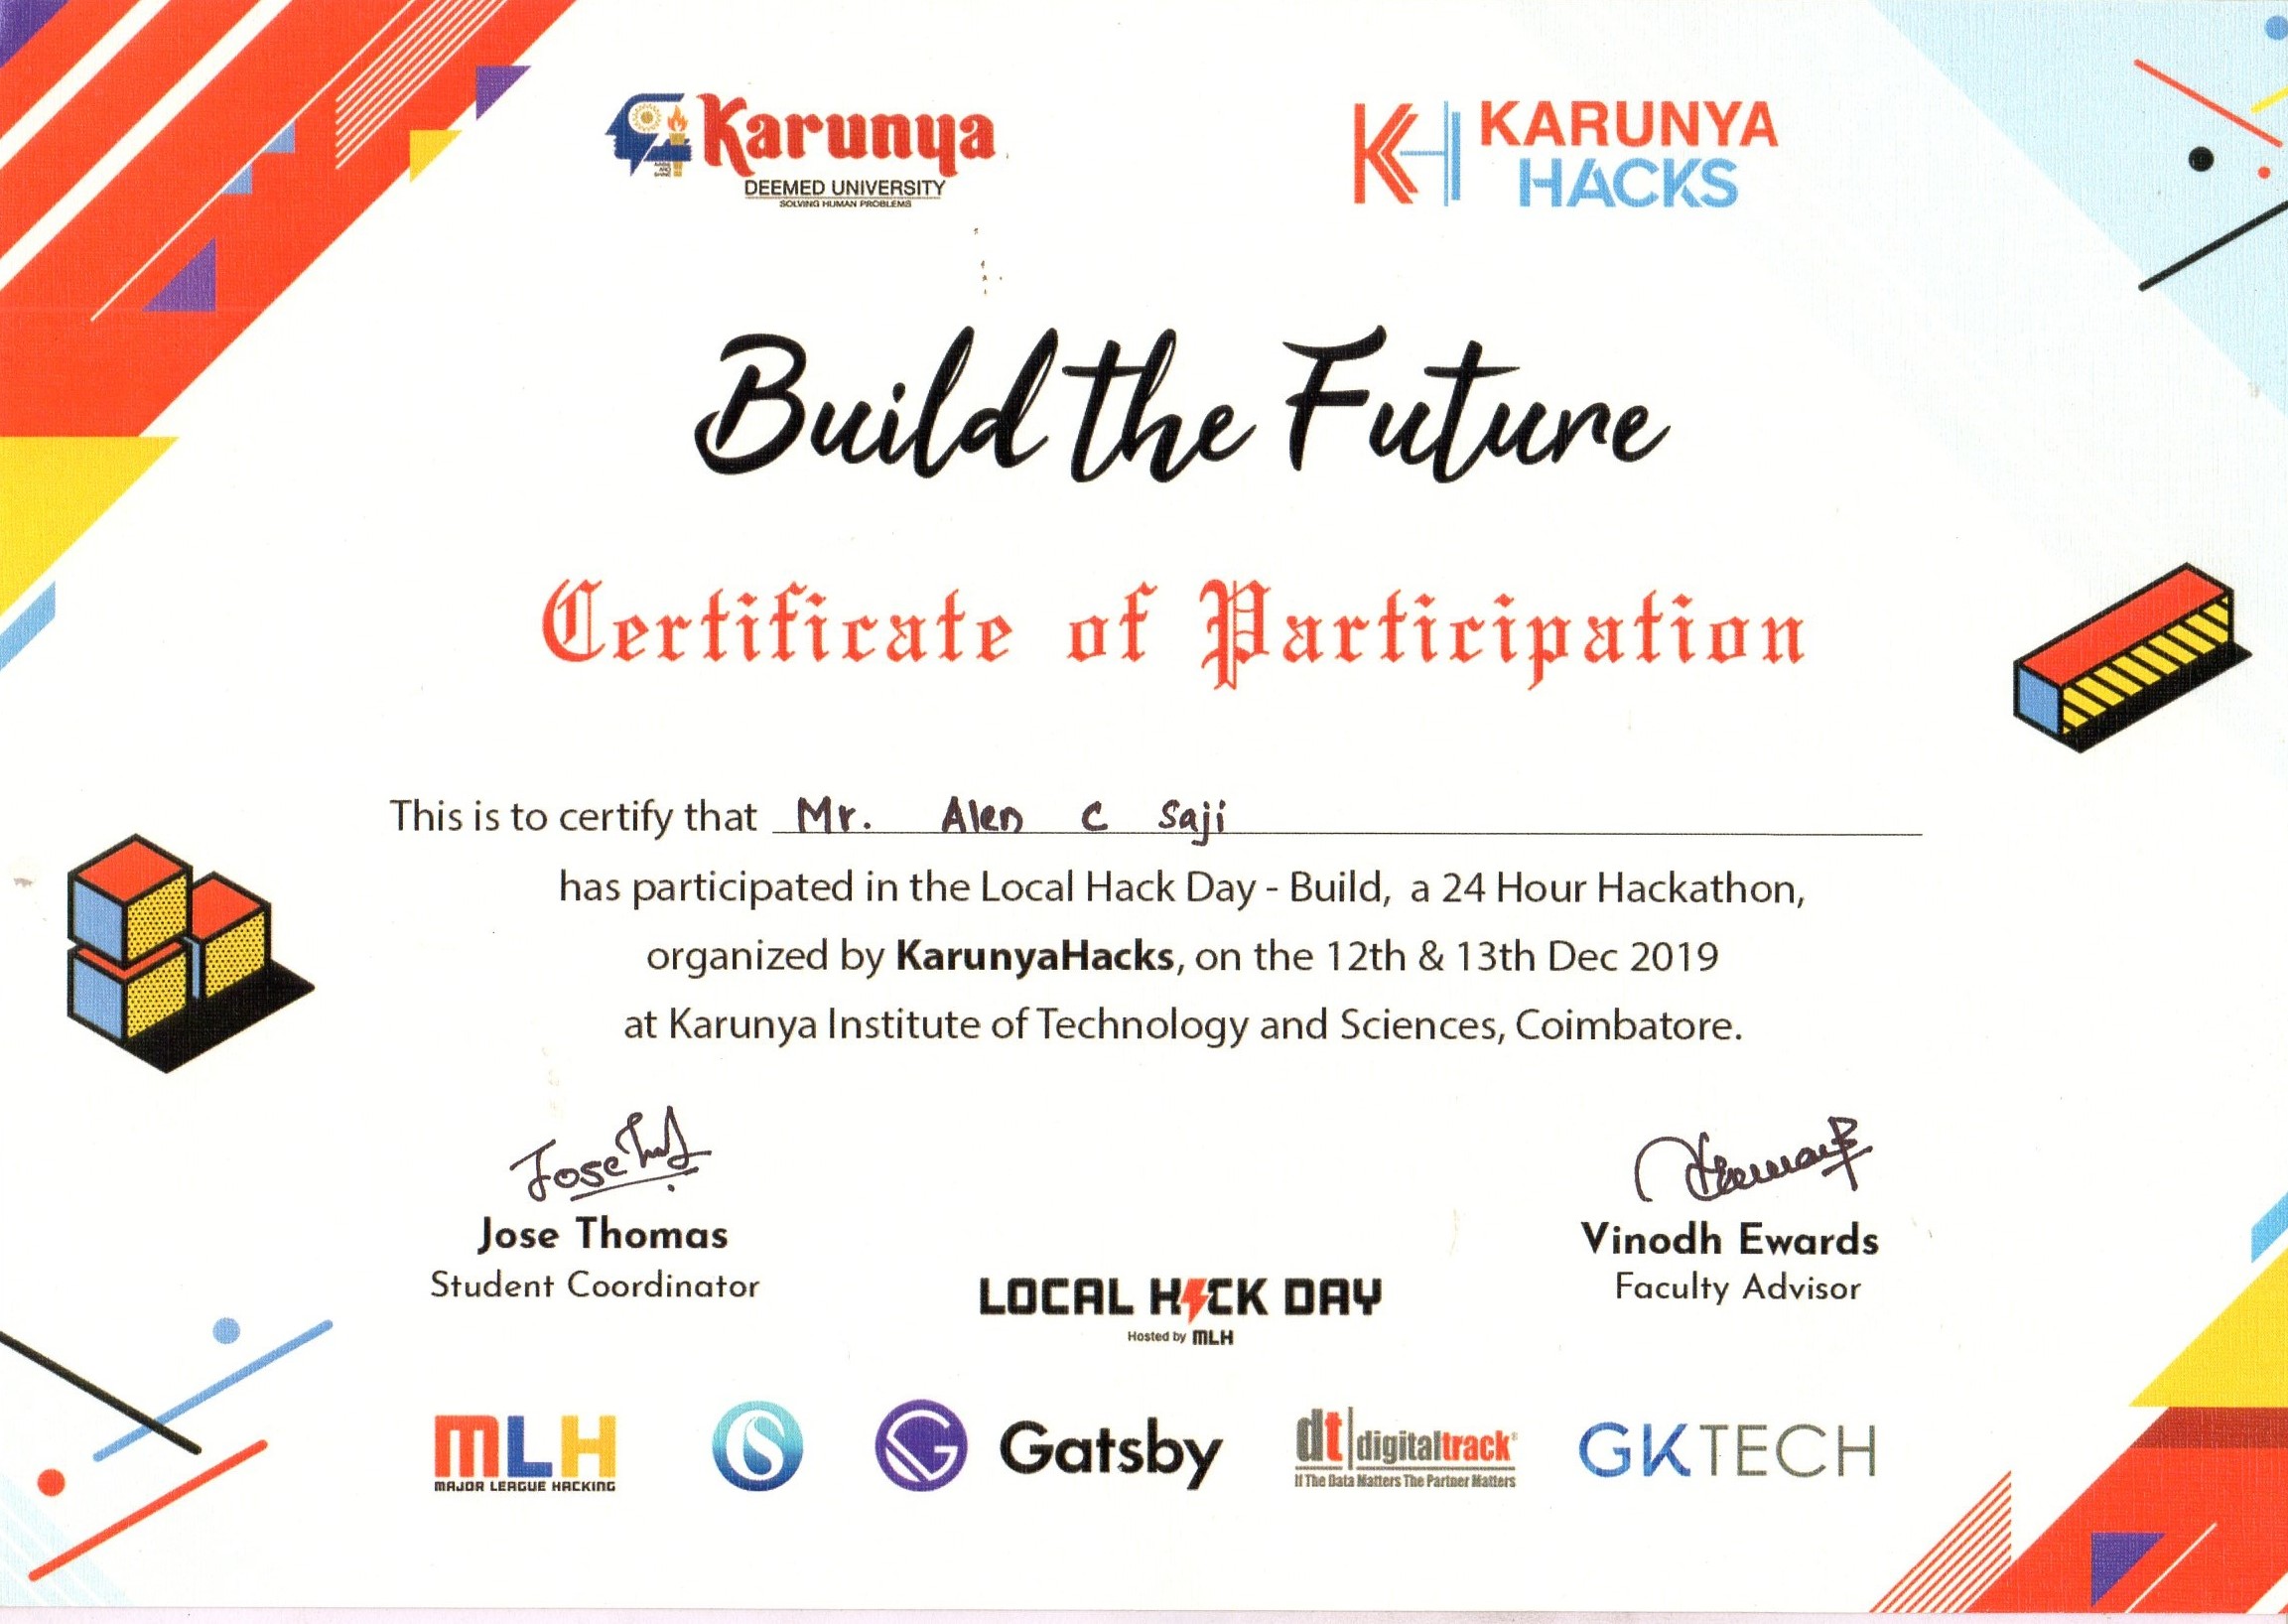 Karunya
DEEMED UNIVERSITY
SOLVING HUMAN PROBLEMS
KH KARUNYA
HACKS
Build the Future
Certificate of Participation
This is to certify that Mr. Alen C Saji
has participated in the Local Hack Day - Build, a 24 Hour Hackathon,
organized by KarunyaHacks, on the 12th & 13th Dec 2019
at Karunya Institute of Technology and Sciences, Coimbatore.
Jose Thomas
Student Coordinator
Vinodh Ewards
Faculty Advisor
LOCAL HACK DAY
Hosted by MLH
MLH
MAJOR LEAGUE HACKING
Gatsby
dt digitaltrack®
If The Data Matters The Partner Matters
GKTECH